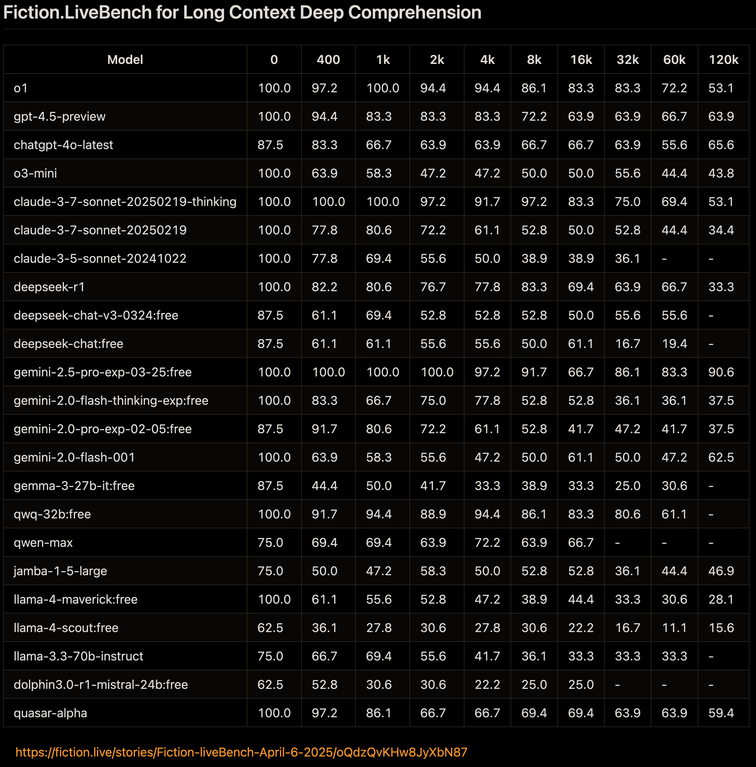 Fiction.LiveBench for Long Context Deep Comprehension
Model 0 400 1k 2k 4k 8k 16k 32k 60k 120k
o1 100.0 97.2 100.0 94.4 94.4 86.1 83.3 83.3 72.2 53.1
gpt-4.5-preview 100.0 94.4 83.3 83.3 83.3 72.2 63.9 63.9 66.7 63.9
chatgpt-4o-latest 87.5 83.3 66.7 63.9 63.9 66.7 66.7 63.9 55.6 65.6
o3-mini 100.0 63.9 58.3 47.2 47.2 50.0 50.0 55.6 44.4 43.8
claude-3-7-sonnet-20250219-thinking 100.0 100.0 100.0 97.2 91.7 97.2 83.3 75.0 69.4 53.1
claude-3-7-sonnet-20250219 100.0 77.8 80.6 72.2 61.1 52.8 50.0 52.8 44.4 34.4
claude-3-5-sonnet-20241022 100.0 77.8 69.4 55.6 50.0 38.9 38.9 36.1 - -
deepseek-r1 100.0 82.2 80.6 76.7 77.8 83.3 69.4 63.9 66.7 33.3
deepseek-chat-v3-0324:free 87.5 61.1 69.4 52.8 52.8 52.8 50.0 55.6 55.6 -
deepseek-chat:free 87.5 61.1 61.1 55.6 55.6 50.0 61.1 16.7 19.4 -
gemini-2.5-pro-exp-03-25:free 100.0 100.0 100.0 100.0 97.2 91.7 66.7 86.1 83.3 90.6
gemini-2.0-flash-thinking-exp:free 100.0 83.3 66.7 75.0 77.8 52.8 52.8 36.1 36.1 37.5
gemini-2.0-pro-exp-02-05:free 87.5 91.7 80.6 72.2 61.1 52.8 41.7 47.2 41.7 37.5
gemini-2.0-flash-001 100.0 63.9 58.3 55.6 47.2 50.0 61.1 50.0 47.2 62.5
gemma-3-27b-it:free 87.5 44.4 50.0 41.7 33.3 38.9 33.3 25.0 30.6 -
qwq-32b:free 100.0 91.7 94.4 88.9 94.4 86.1 83.3 80.6 61.1 -
qwen-max 75.0 69.4 69.4 63.9 72.2 63.9 66.7 - - -
jamba-1-5-large 75.0 50.0 47.2 58.3 50.0 52.8 52.8 36.1 44.4 46.9
llama-4-maverick:free 100.0 61.1 55.6 52.8 47.2 38.9 44.4 33.3 30.6 28.1
llama-4-scout:free 62.5 36.1 27.8 30.6 27.8 30.6 22.2 16.7 11.1 15.6
llama-3.3-70b-instruct 75.0 66.7 69.4 55.6 41.7 36.1 33.3 33.3 33.3 -
dolphin3.0-r1-mistral-24b:free 62.5 52.8 30.6 30.6 22.2 25.0 25.0 - - -
quasar-alpha 100.0 97.2 86.1 66.7 66.7 69.4 69.4 63.9 63.9 59.4
https://fiction.live/stories/Fiction-liveBench-April-6-2025/oQdzQvKHw8JyXbN87